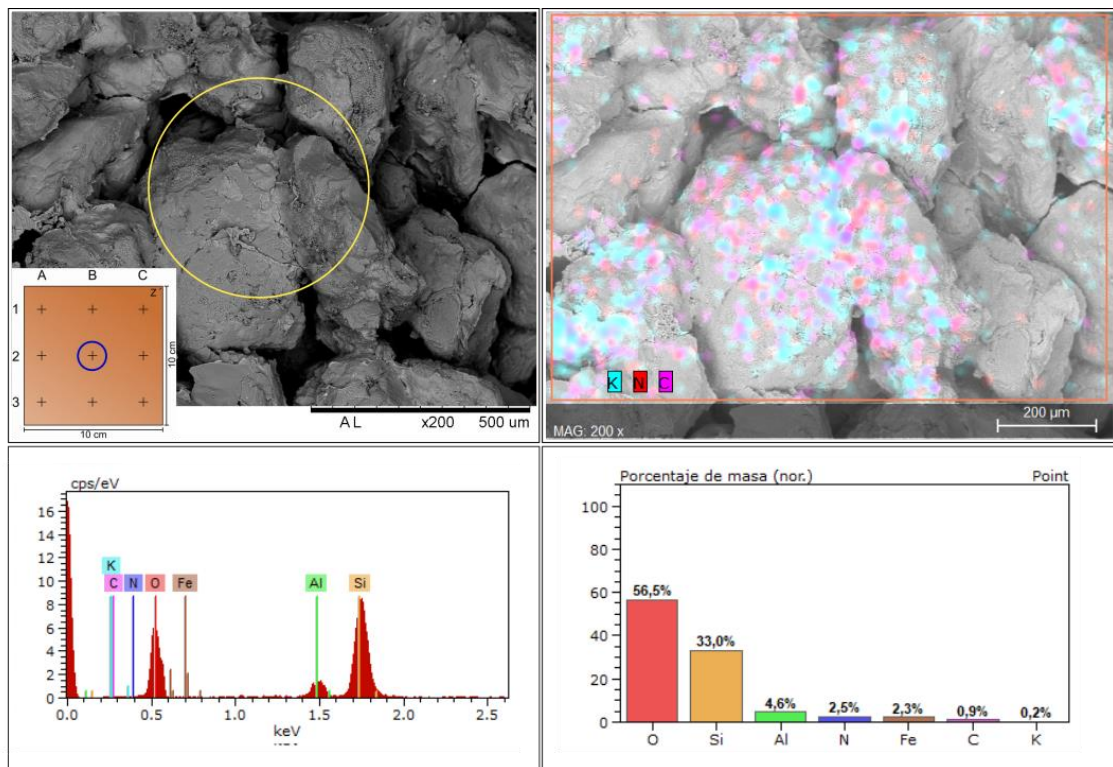 A B C
Z
1
2
3
10 cm
10 cm
AL x200 500 um
K N C
MAG: 200 x
200 µm
cps/eV
16
14
12
10
8
6
4
2
0
K
C N O Fe Al Si
0.0 0.5 1.0 1.5 2.0 2.5
keV
Porcentaje de masa (nor.) Point
100
80
60
40
20
0
56,5%
33,0%
4,6%
2,5%
2,3%
0,9%
0,2%
O Si Al N Fe C K